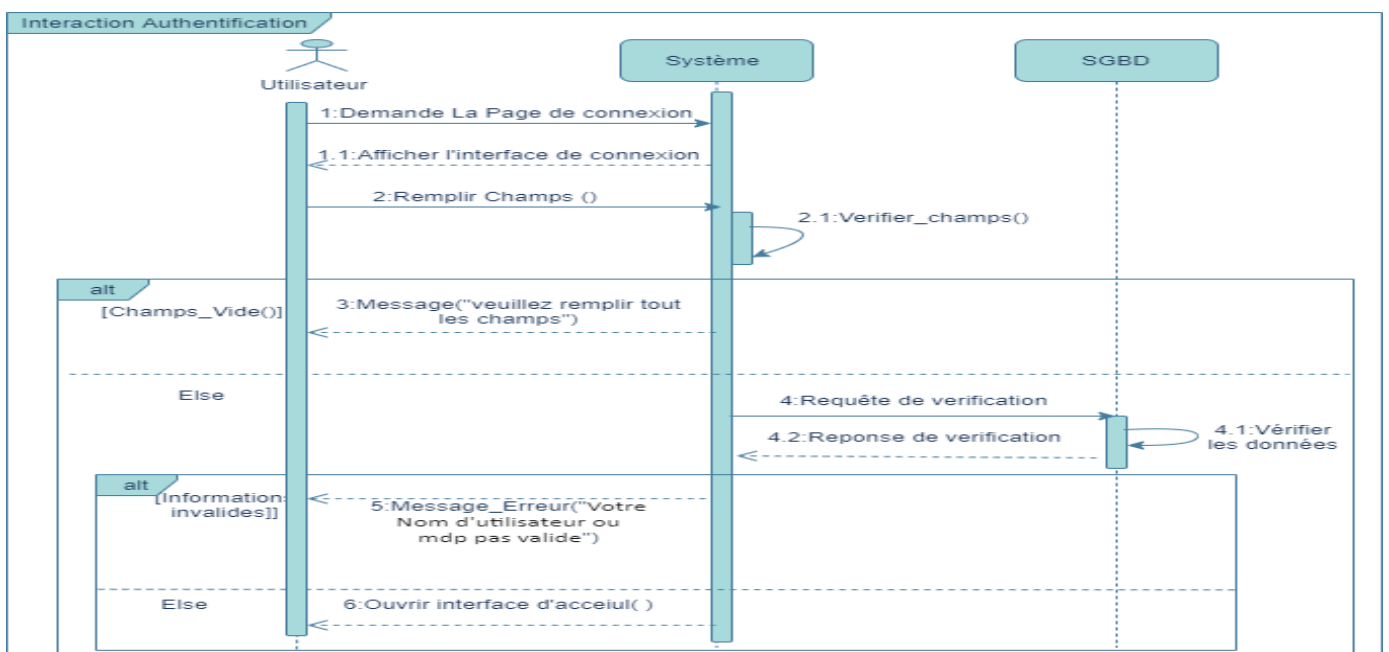 Interaction Authentification
Utilisateur
Système
SGBD
1:Demande La Page de connexion
1.1:Afficher l'interface de connexion
2:Remplir Champs ()
2.1:Verifier_champs()
alt
[Champs_Vide()]
3:Message("veuillez remplir tout
les champs")
Else
4:Requête de verification
4.1:Vérifier
les données
4.2:Reponse de verification
alt
[Information
invalides]]
5:Message_Erreur("Votre
Nom d'utilisateur ou
mdp pas valide")
Else
6:Ouvrir interface d'acceiul( )